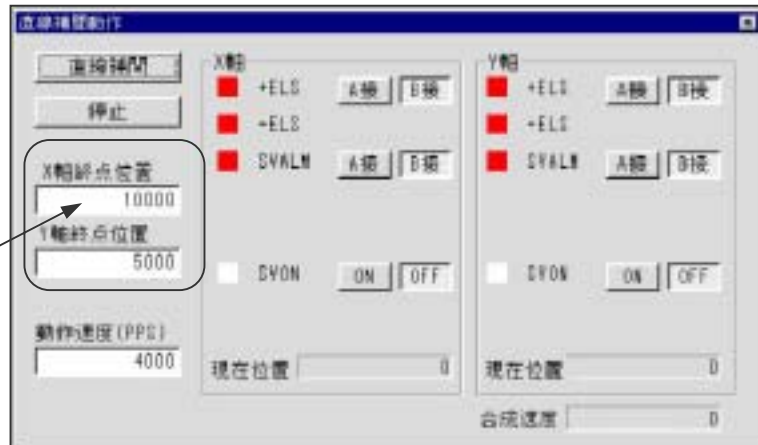 直線補間動作
直線補間
停止
X軸終点位置
10000
Y軸終点位置
5000
動作速度(PPS)
4000
X軸
+ELS A接 B接
-ELS
SVALM A接 B接
SVON ON OFF
現在位置 0
Y軸
+ELS A接 B接
-ELS
SVALM A接 B接
SVON ON OFF
現在位置 0
合成速度 0